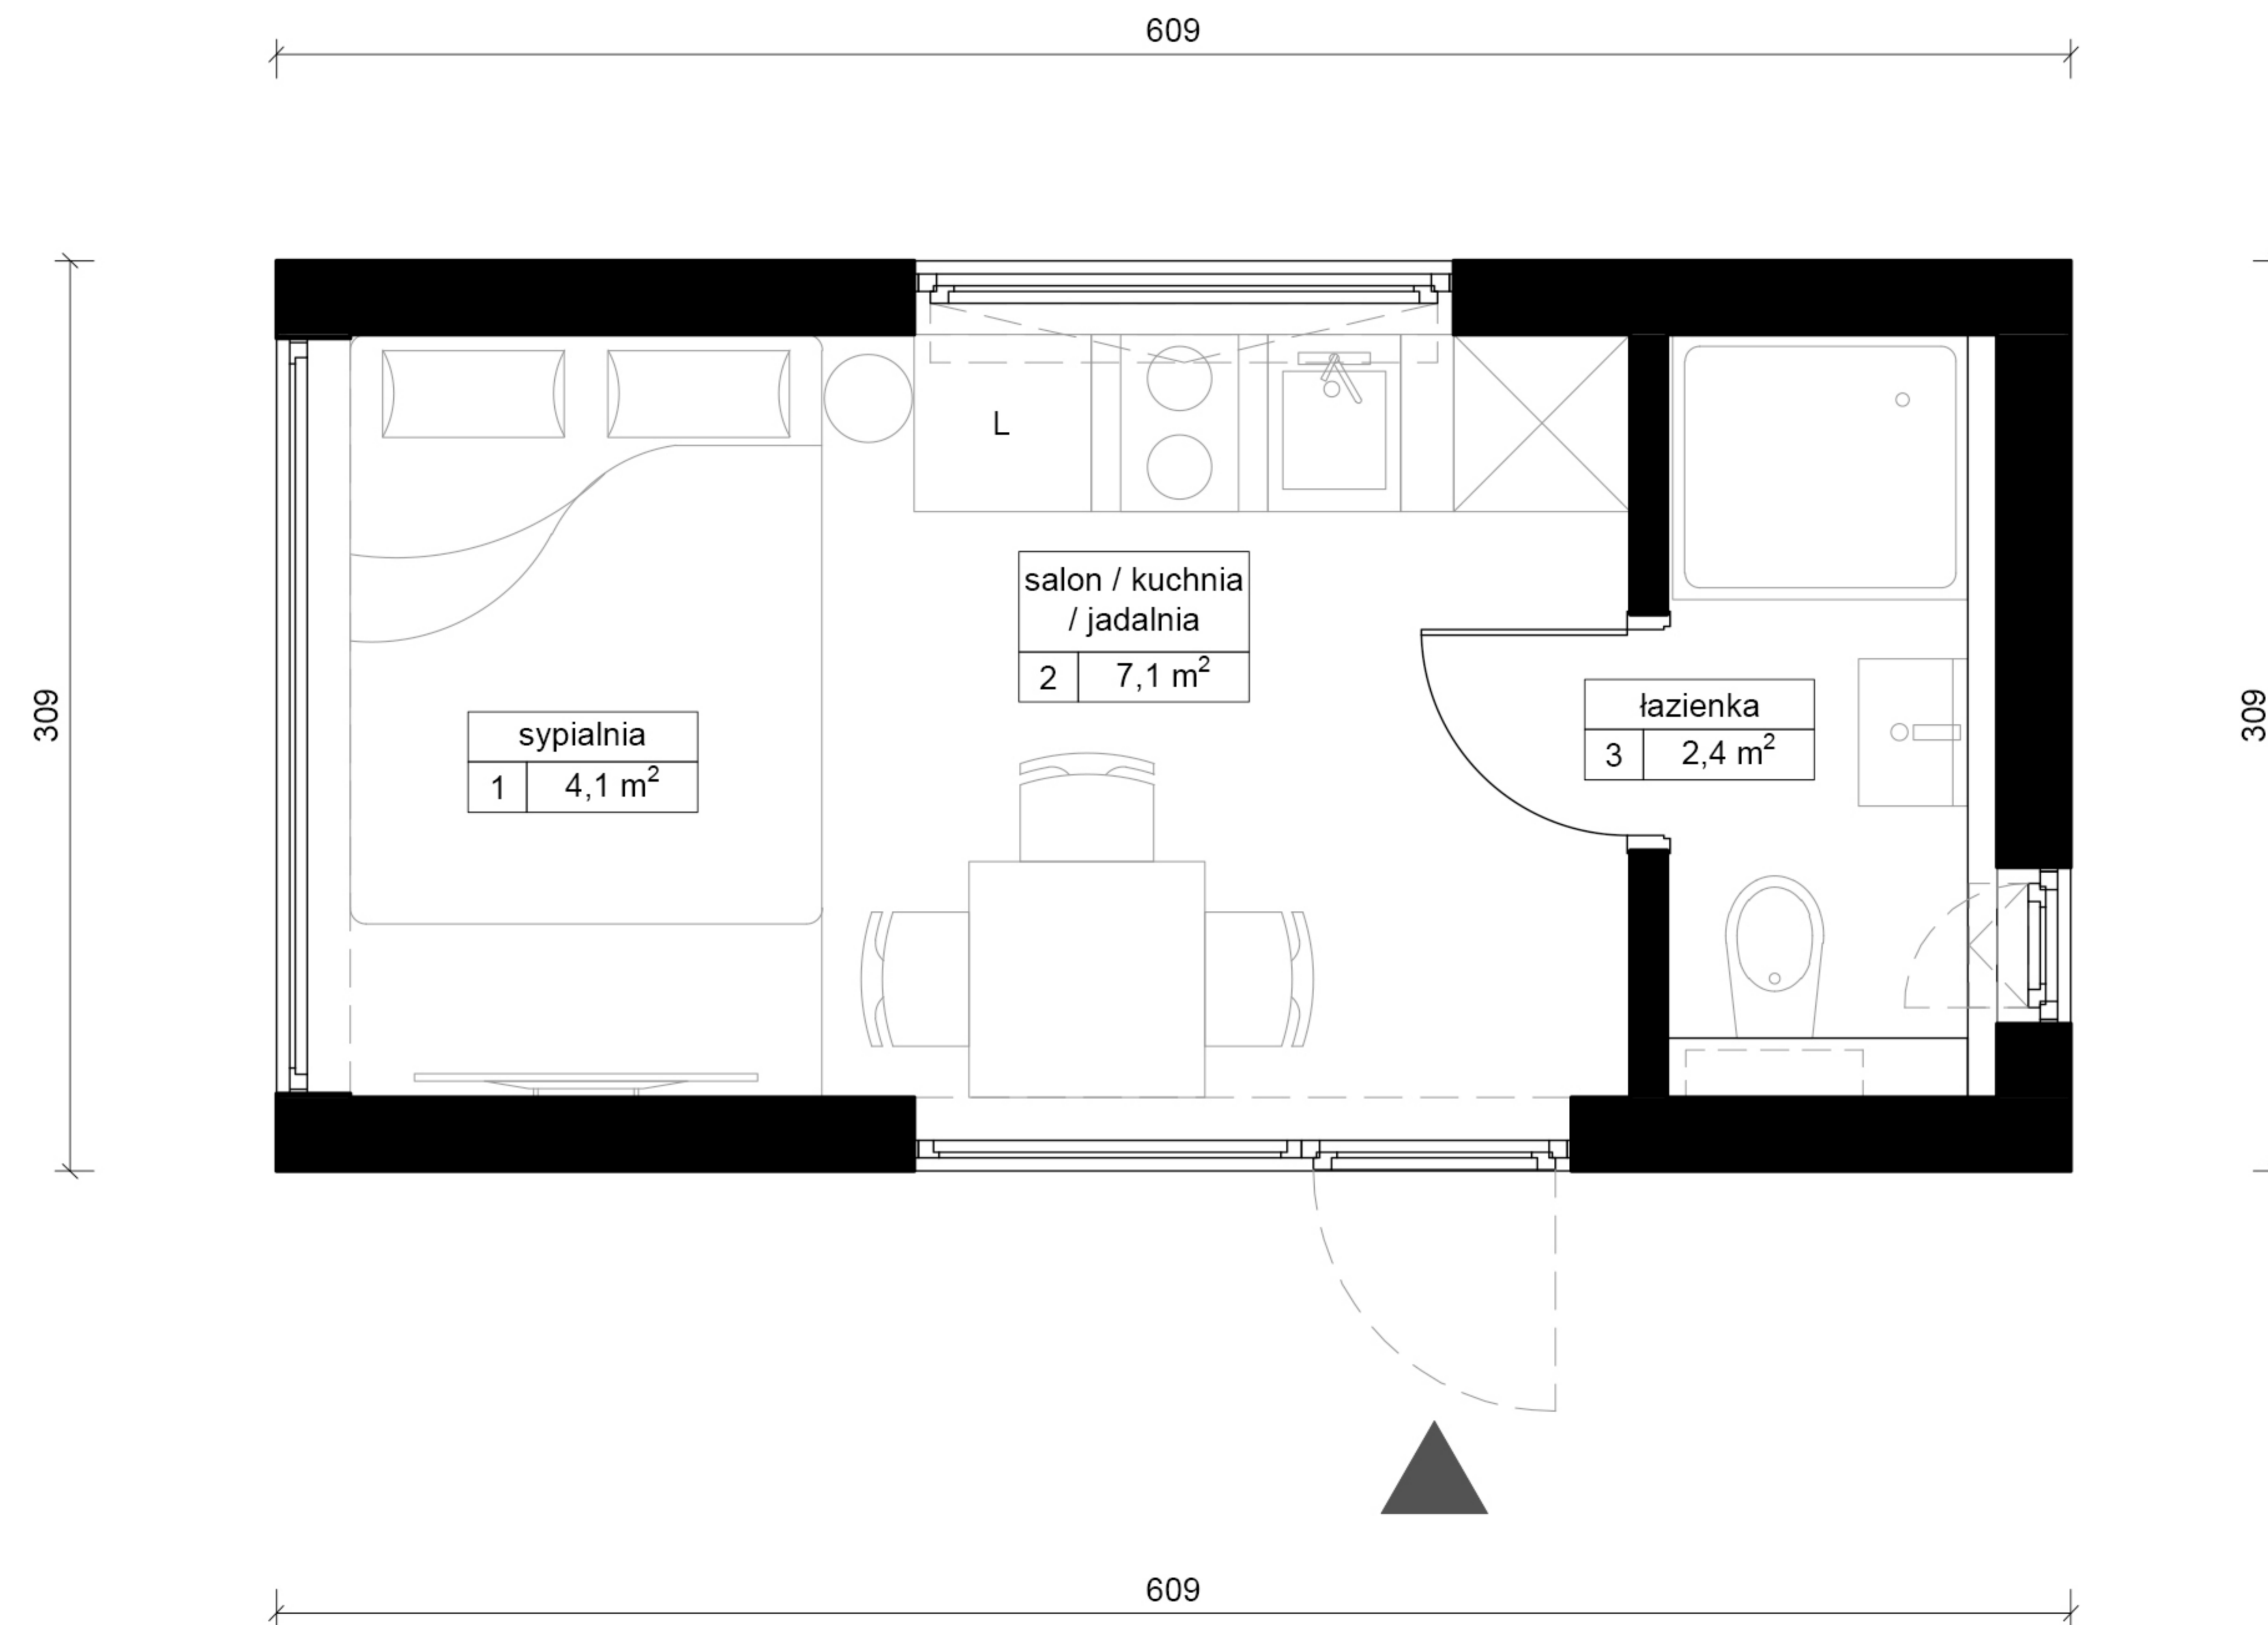 609
309
309
L
salon / kuchnia
/ jadalnia
2 7,1 m²
sypialnia
1 4,1 m²
łazienka
3 2,4 m²
609